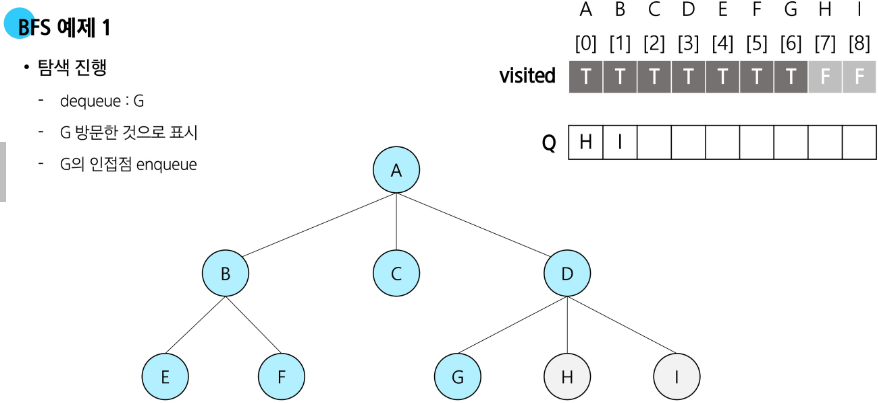 BFS 예제 1
• 탐색 진행
- dequeue : G
- G 방문한 것으로 표시
- G의 인접점 enqueue
A B C D E F G H I
[0] [1] [2] [3] [4] [5] [6] [7] [8]
visited T T T T T T T F F
Q H I
A
B C D
E F G H I